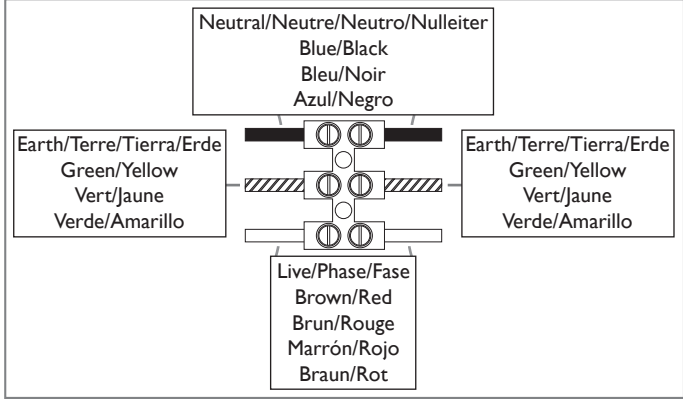 Neutral/Neutre/Neutro/Nulleiter
Blue/Black
Bleu/Noir
Azul/Negro
Earth/Terre/Tierra/Erde
Green/Yellow
Vert/Jaune
Verde/Amarillo
Earth/Terre/Tierra/Erde
Green/Yellow
Vert/Jaune
Verde/Amarillo
Live/Phase/Fase
Brown/Red
Brun/Rouge
Marrón/Rojo
Braun/Rot